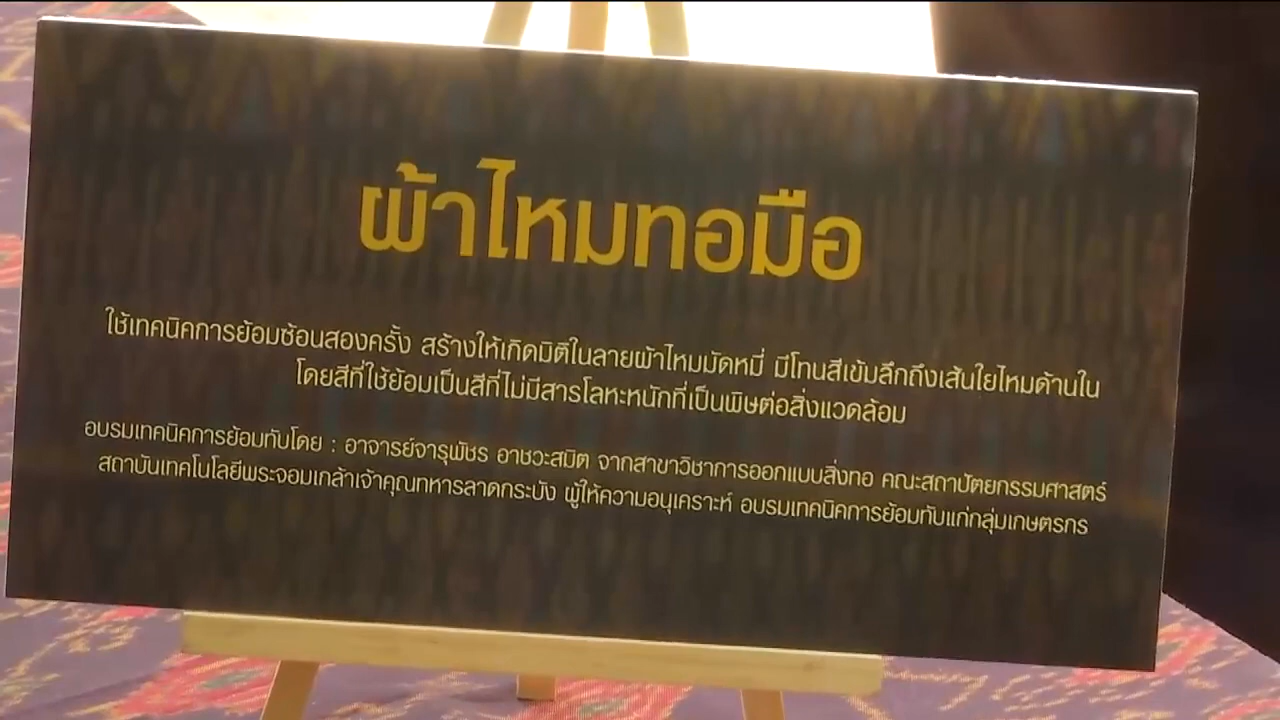 ผ้าไหมทอมือ
ใช้เทคนิคการย้อมซ้อนสองครั้ง สร้างให้เกิดมิติในลายผ้าไหมมัดหมี่ มีโทนสีเข้มลึกถึงเส้นใยไหมด้านใน
โดยสีที่ใช้ย้อมเป็นสีที่ไม่มีสารโลหะหนักที่เป็นพิษต่อสิ่งแวดล้อม
อบรมเทคนิคการย้อมทับโดย : อาจารย์จารุพัชร อาชวะสมิต จากสาขาวิชาการออกแบบสิ่งทอ คณะสถาปัตยกรรมศาสตร์
สถาบันเทคโนโลยีพระจอมเกล้าเจ้าคุณทหารลาดกระบัง ผู้ให้ความอนุเคราะห์ อบรมเทคนิคการย้อมทับแก่กลุ่มเกษตรกร